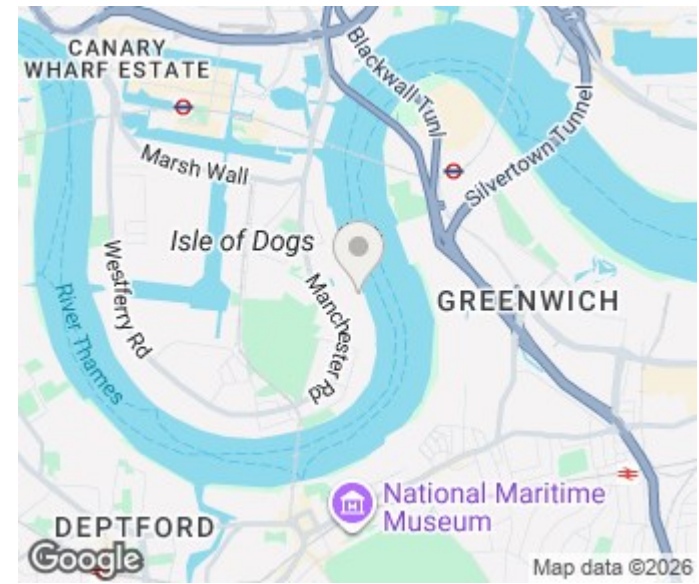 CANARY
WHARF ESTATE
Blackwall Tunl
Silvertown Tunnel
Marsh Wall
Isle of Dogs
Westferry Rd
Manchester Rd
GREENWICH
River Thames
National Maritime
Museum
DEPTFORD
Google
Map data ©2026